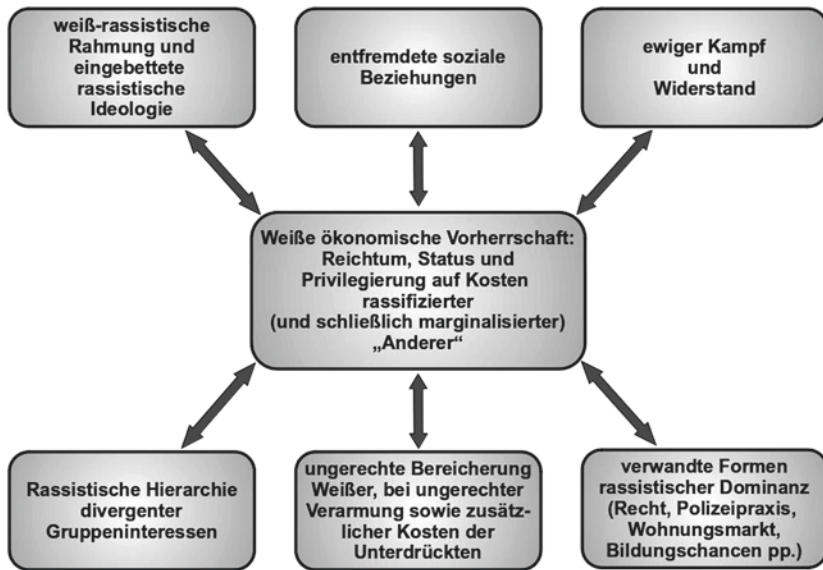 weiß-rassistische
Rahmung und
eingebettete
rassistische
Ideologie
entfremdete soziale
Beziehungen
ewiger Kampf
und
Widerstand
Weiße ökonomische Vorherrschaft:
Reichtum, Status und
Privilegierung auf Kosten
rassifizierter
(und schließlich marginalisierter)
„Anderer“
Rassistische Hierarchie
divergenter
Gruppeninteressen
ungerechte Bereicherung
Weißer, bei ungerechter
Verarmung sowie zusätz-
licher Kosten der
Unterdrückten
verwandte Formen
rassistischer Dominanz
(Recht, Polizeipraxis,
Wohnungsmarkt,
Bildungschancen pp.)